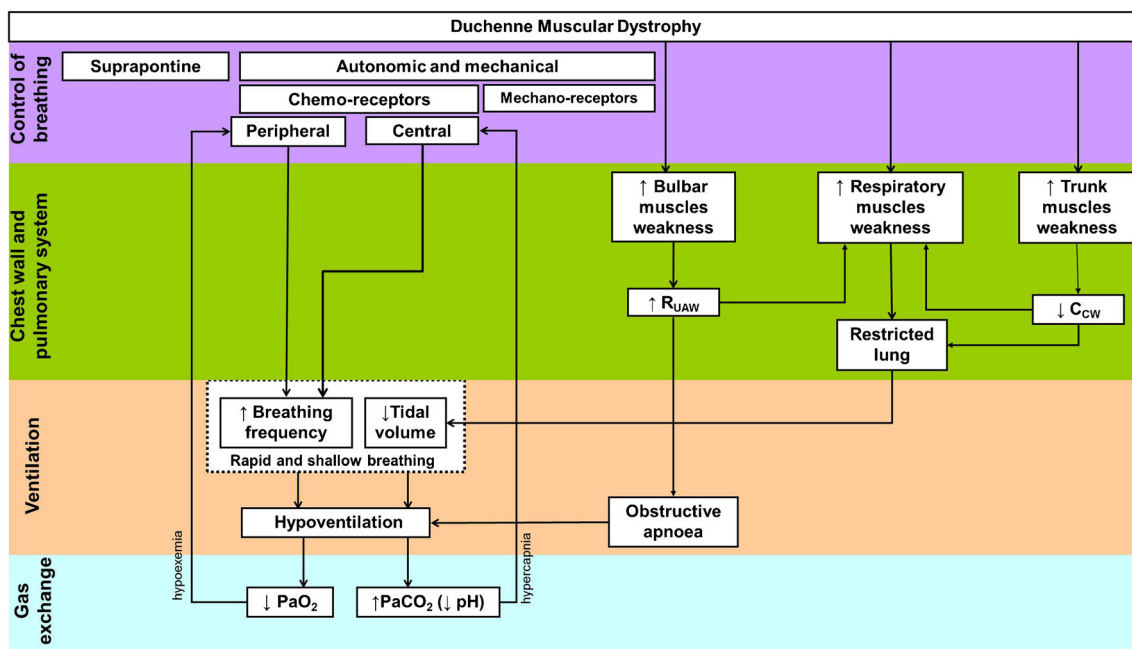 Duchenne Muscular Dystrophy
Control of
breathing
Suprapontine
Autonomic and mechanical
Chemo-receptors
Mechano-receptors
Peripheral
Central
Chest wall and
pulmonary system
↑ Bulbar
muscles
weakness
↑ Respiratory
muscles
weakness
↑ Trunk
muscles
weakness
↑ RUAW
↓ CCW
Restricted
lung
Ventilation
↑ Breathing
frequency
↓Tidal
volume
Rapid and shallow breathing
Hypoventilation
Obstructive
apnoea
hypoexemia
hypercapnia
Gas
exchange
↓ PaO2
↑PaCO2 (↓ pH)